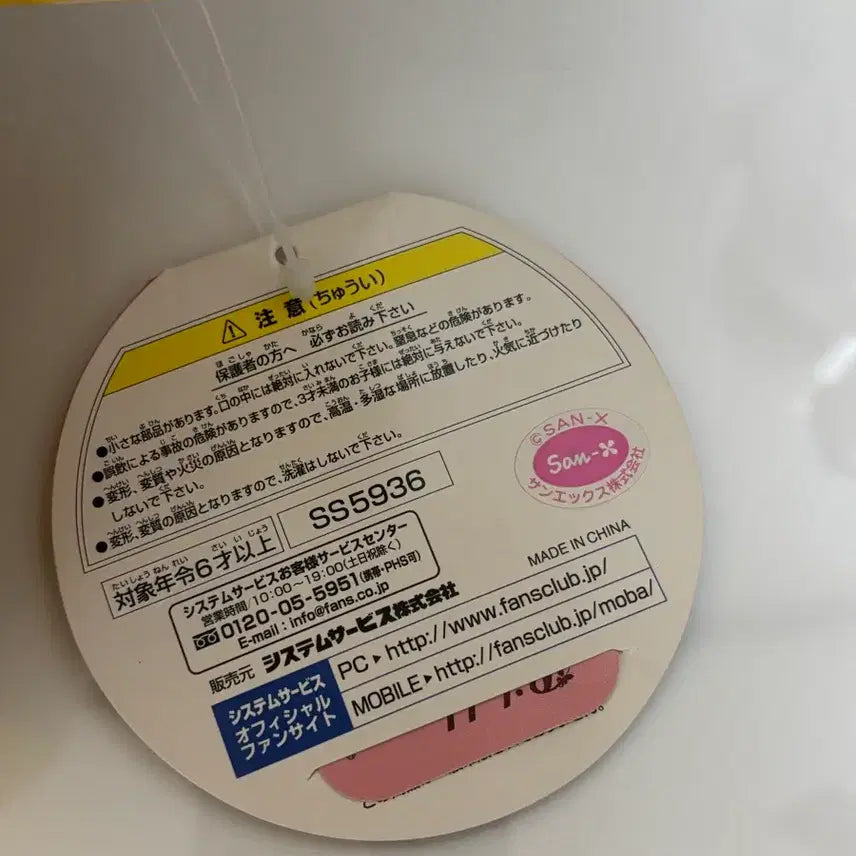 注意(ちゅうい)
保護者の方へ 必ずお読み下さい
●小さな部品があります。口の中には絶対に入れないで下さい。窒息などの危険があります。
●誤飲による事故の危険がありますので、3才未満のお子様には絶対に与えないで下さい。
●変形、変質や火災の原因となりますので、高温・多湿な場所に放置したり、火気に近づけたり
しないで下さい。
●変形、変質の原因となりますので、洗濯はしないで下さい。
対象年令6才以上
SS5936
©SAN-X
San-X
サンエックス株式会社
システムサービスお客様サービスセンター
営業時間/10:00~19:00(土日祝除く)
0120-05-5951(携帯・PHS可)
E-mail : info@fans.co.jp
MADE IN CHINA
販売元 システムサービス株式会社
システムサービス
オフィシャル
ファンサイト
PC▶http://www.fansclub.jp/
MOBILE▶http://fansclub.jp/moba/